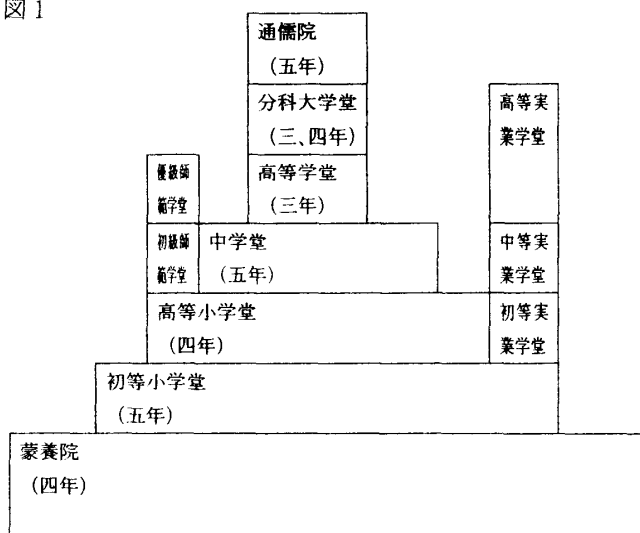 図1
通儒院
(五年)
分科大学堂
(三、四年)
高等学堂
(三年)
高等実
業学堂
優級師
範学堂
初級師
範学堂
中学堂
(五年)
中等実
業学堂
高等小学堂
(四年)
初等実
業学堂
初等小学堂
(五年)
蒙養院
(四年)